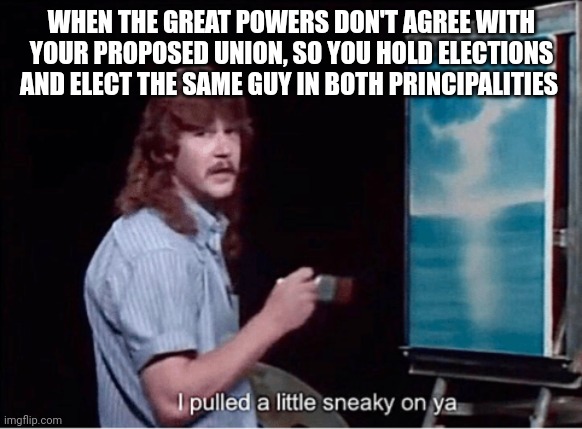 WHEN THE GREAT POWERS DON'T AGREE WITH
YOUR PROPOSED UNION, SO YOU HOLD ELECTIONS
AND ELECT THE SAME GUY IN BOTH PRINCIPALITIES
I pulled a little sneaky on ya
imgflip.com